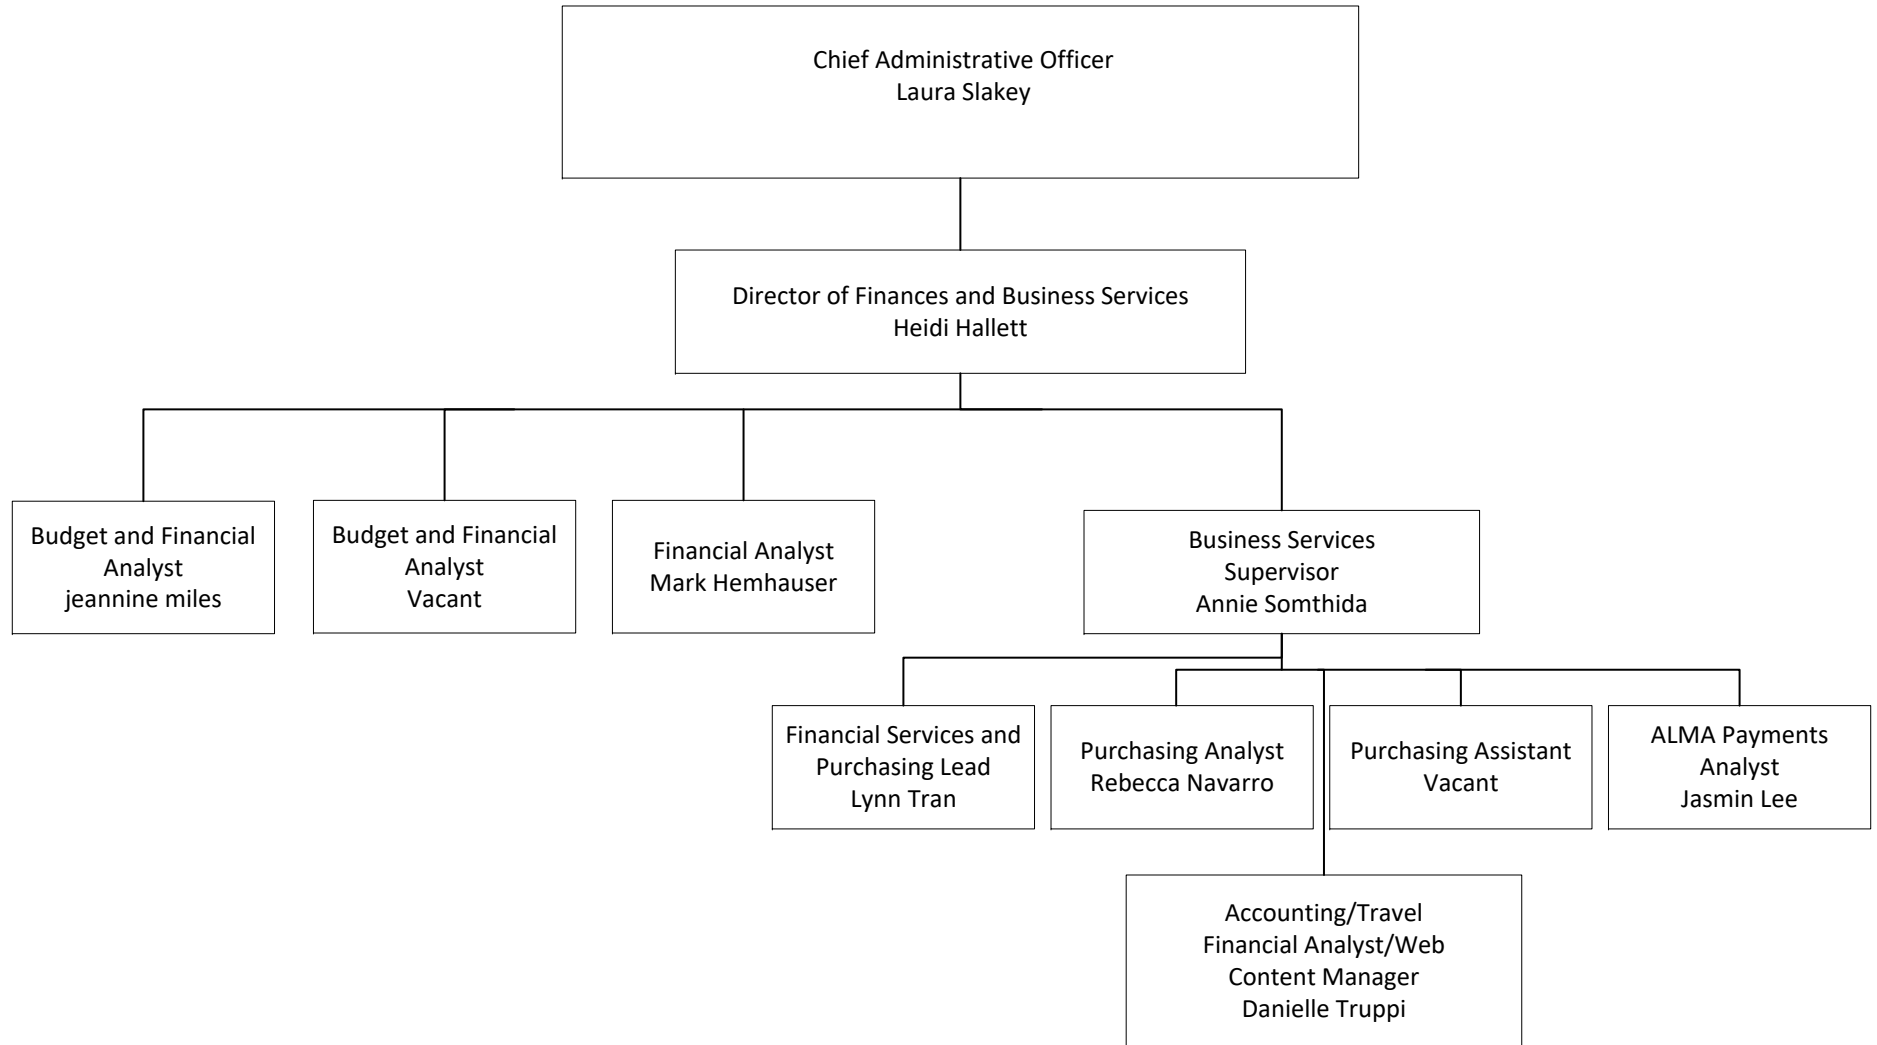 Chief Administrative Officer
Laura Slakey
Director of Finances and Business Services
Heidi Hallett
Budget and Financial
Analyst
jeannine miles
Budget and Financial
Analyst
Vacant
Financial Analyst
Mark Hemhauser
Business Services
Supervisor
Annie Somthida
Financial Services and
Purchasing Lead
Lynn Tran
Purchasing Analyst
Rebecca Navarro
Purchasing Assistant
Vacant
ALMA Payments
Analyst
Jasmin Lee
Accounting/Travel
Financial Analyst/Web
Content Manager
Danielle Truppi